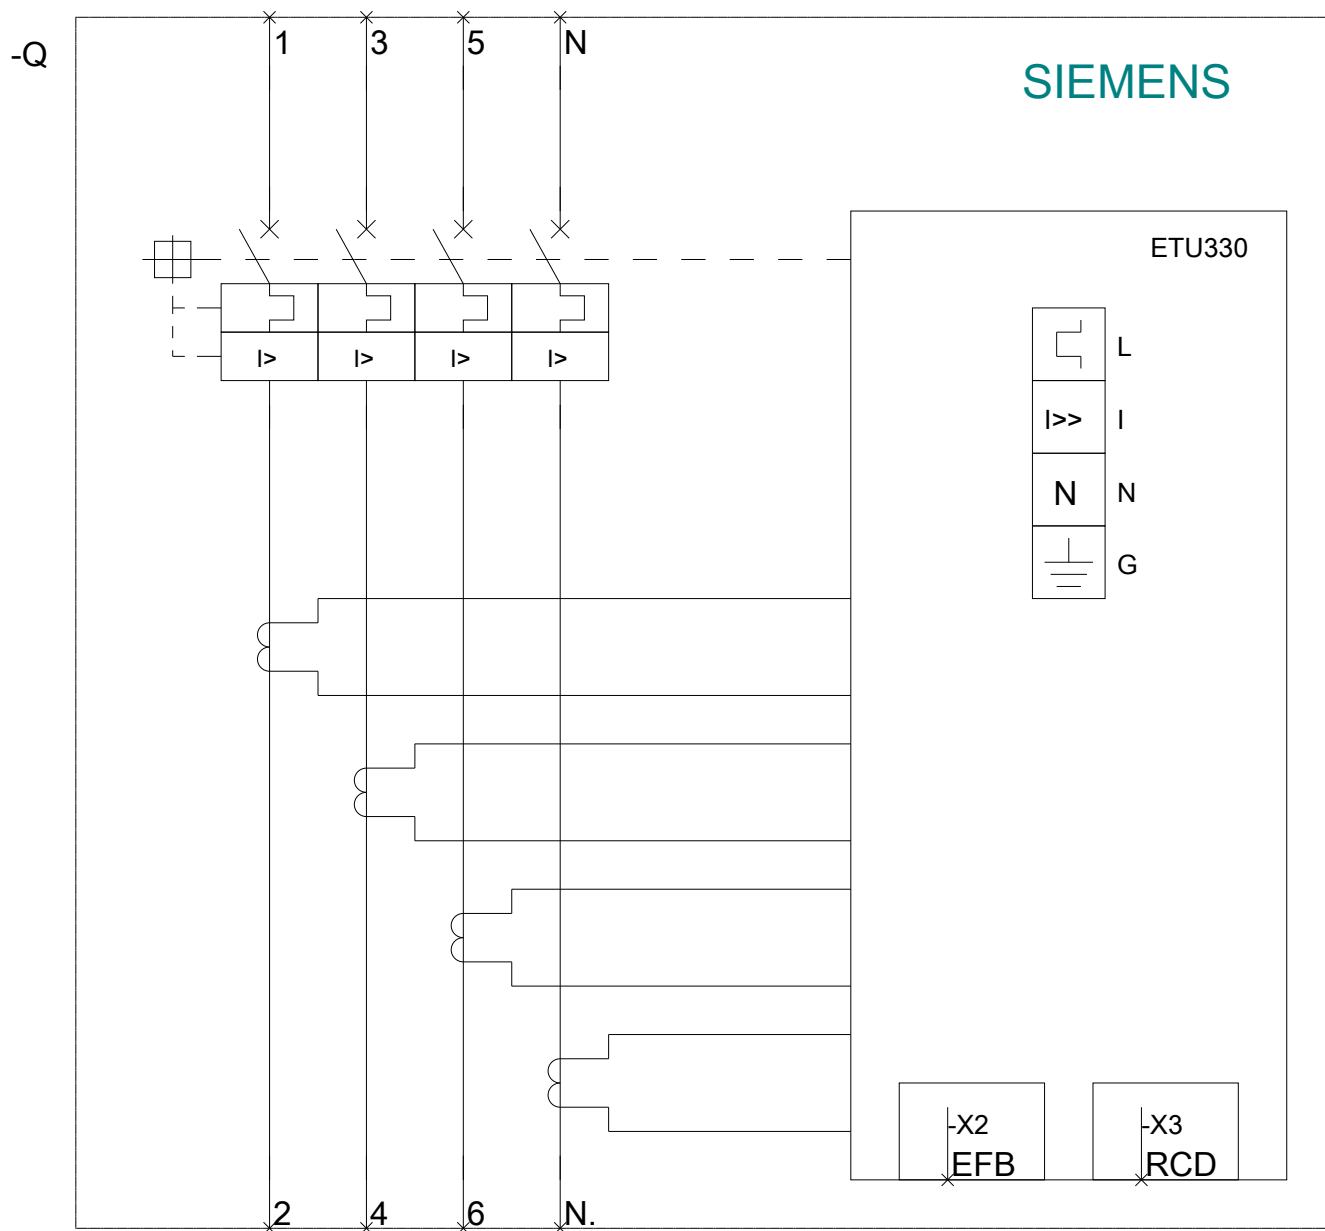 -Q
1 3 5 N
SIEMENS
ETU330
I> I> I> I>
L
I>> I
N N
G
-X2 -X3
EFB RCD
2 4 6 N.